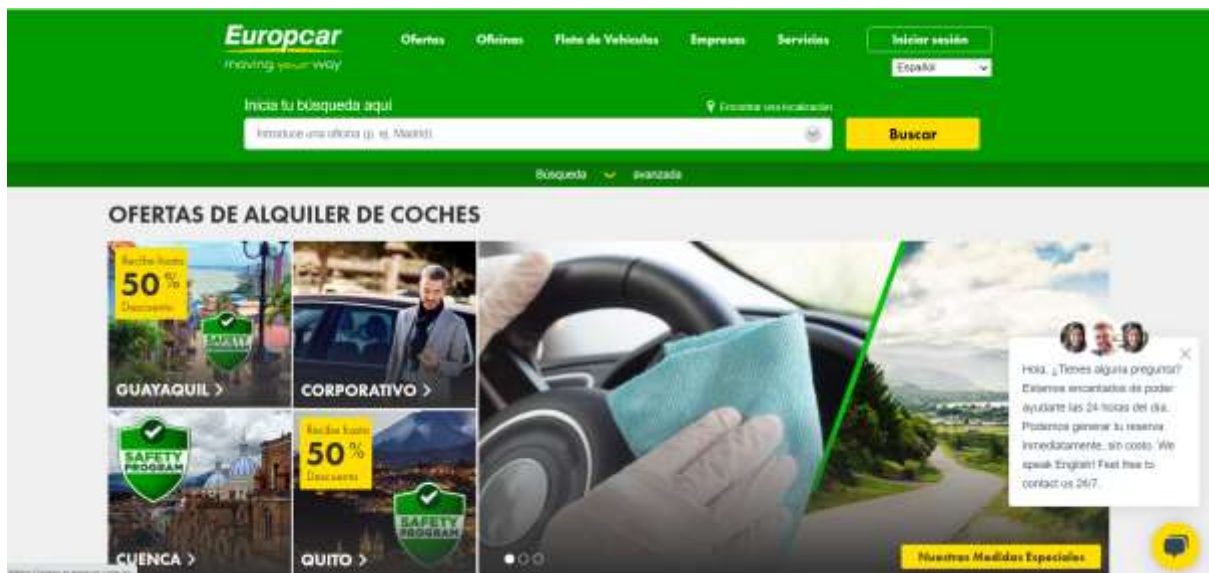 Europcar
moving your way
Ofertas
Oficinas
Flota de Vehículos
Empresas
Servicios
Iniciar sesión
Español
Inicia tu búsqueda aquí
Encontrar una localización
Introduce una oficina (p. ej. Madrid)
Buscar
Búsqueda avanzada
OFERTAS DE ALQUILER DE COCHES
Recibe hasta
50 %
Descuento
SAFETY
GUAYAQUIL >
CORPORATIVO >
SAFETY
PROGRAM
CUENCA >
Recibe hasta
50 %
Descuento
SAFETY
PROGRAM
QUITO >
Nuestras Medidas Especiales
Hola, ¿Tienes alguna pregunta?
Estamos encantados de poder
ayudarte las 24 horas del día.
Podemos generar tu reserva
inmediatamente, sin costo. We
speak English! Feel free to
contact us 24/7.